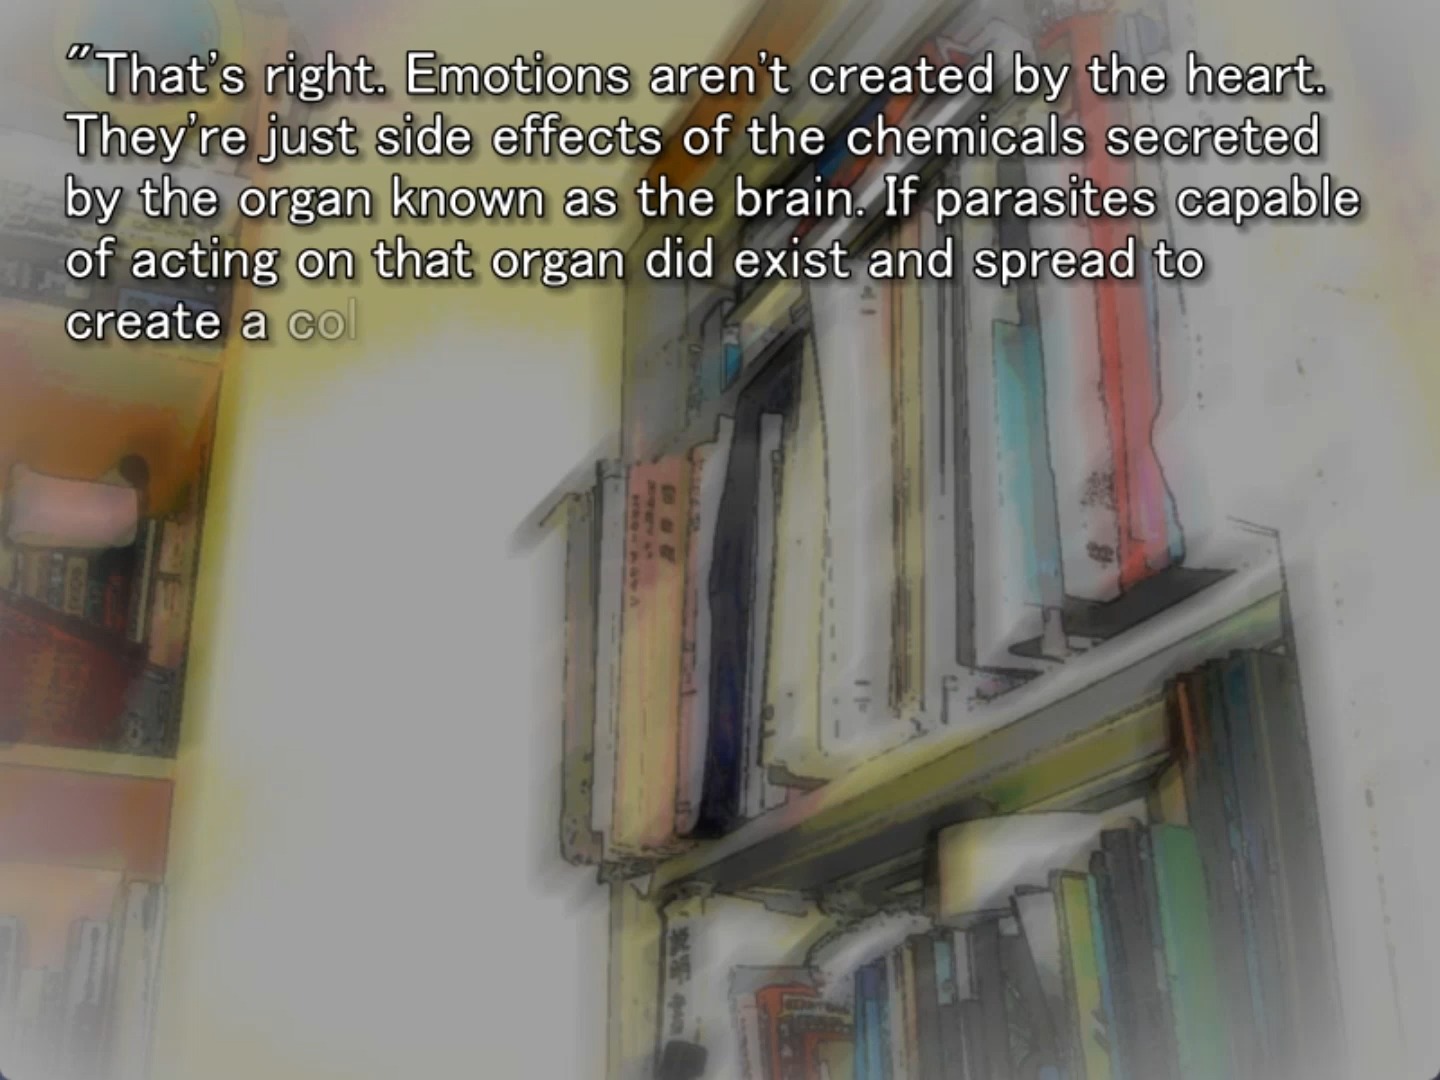 “That’s right. Emotions aren’t created by the heart.
They’re just side effects of the chemicals secreted
by the organ known as the brain. If parasites capable
of acting on that organ did exist and spread to
create a col